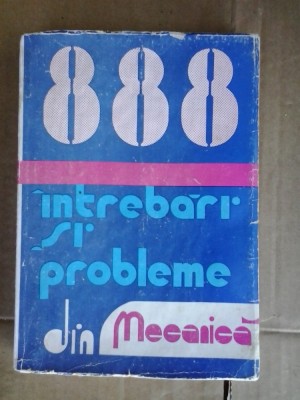 888
întrebări
și
probleme
din Mecanică